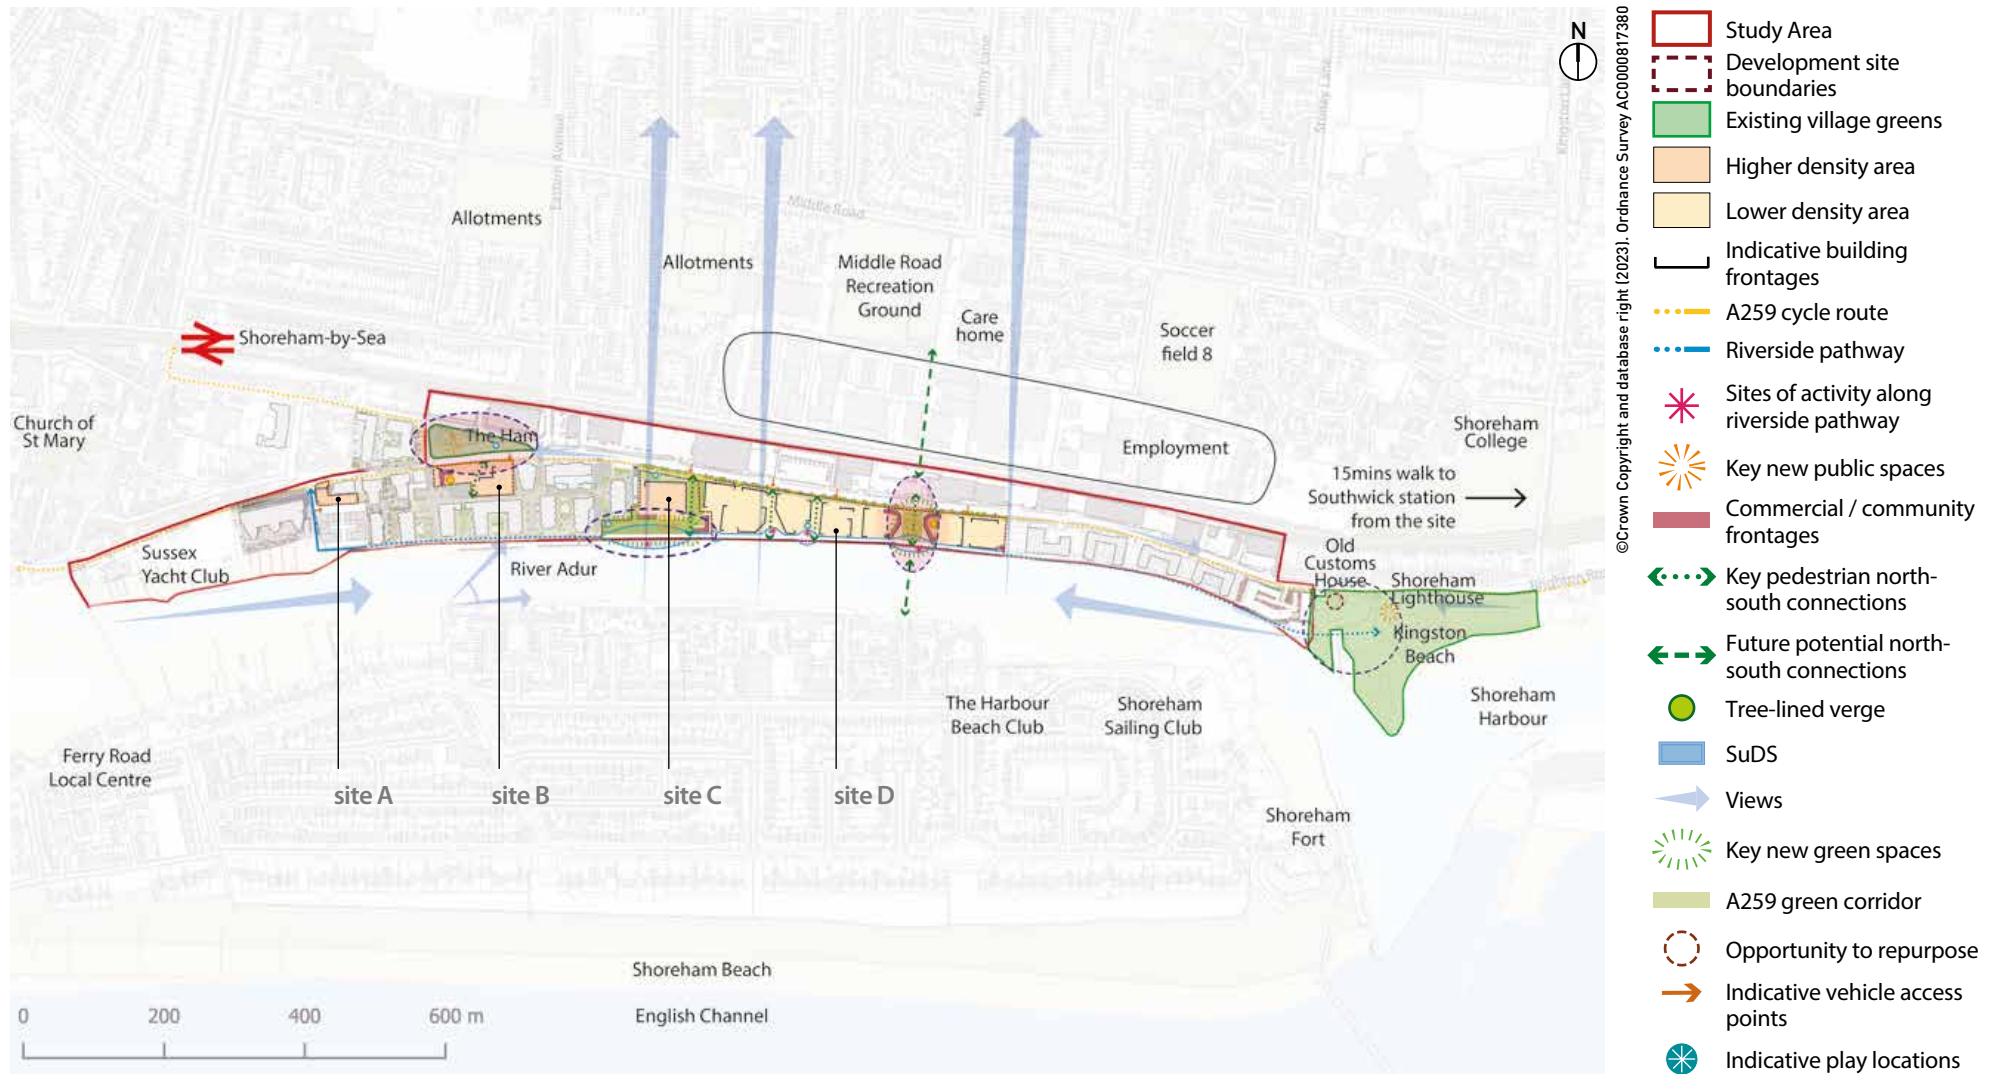 N
Allotments
Eastern Avenue
Middle Road
Allotments
Middle Road
Recreation
Ground
Care
home
Soccer
field 8
Shoreham-by-Sea
Church of
St Mary
The Ham
Employment
Shoreham
College
15mins walk to
Southwick station
from the site
Sussex
Yacht Club
River Adur
Old
Customs
House
Shoreham
Lighthouse
Kingston
Beach
Shoreham
Harbour
The Harbour
Beach Club
Shoreham
Sailing Club
Ferry Road
Local Centre
site A
site B
site C
site D
Shoreham
Fort
Shoreham Beach
English Channel
0 200 400 600 m
©Crown Copyright and database right (2023). Ordnance Survey AC0000817380
Study Area
Development site
boundaries
Existing village greens
Higher density area
Lower density area
Indicative building
frontages
A259 cycle route
Riverside pathway
Sites of activity along
riverside pathway
Key new public spaces
Commercial / community
frontages
Key pedestrian north-
south connections
Future potential north-
south connections
Tree-lined verge
SuDS
Views
Key new green spaces
A259 green corridor
Opportunity to repurpose
Indicative vehicle access
points
Indicative play locations